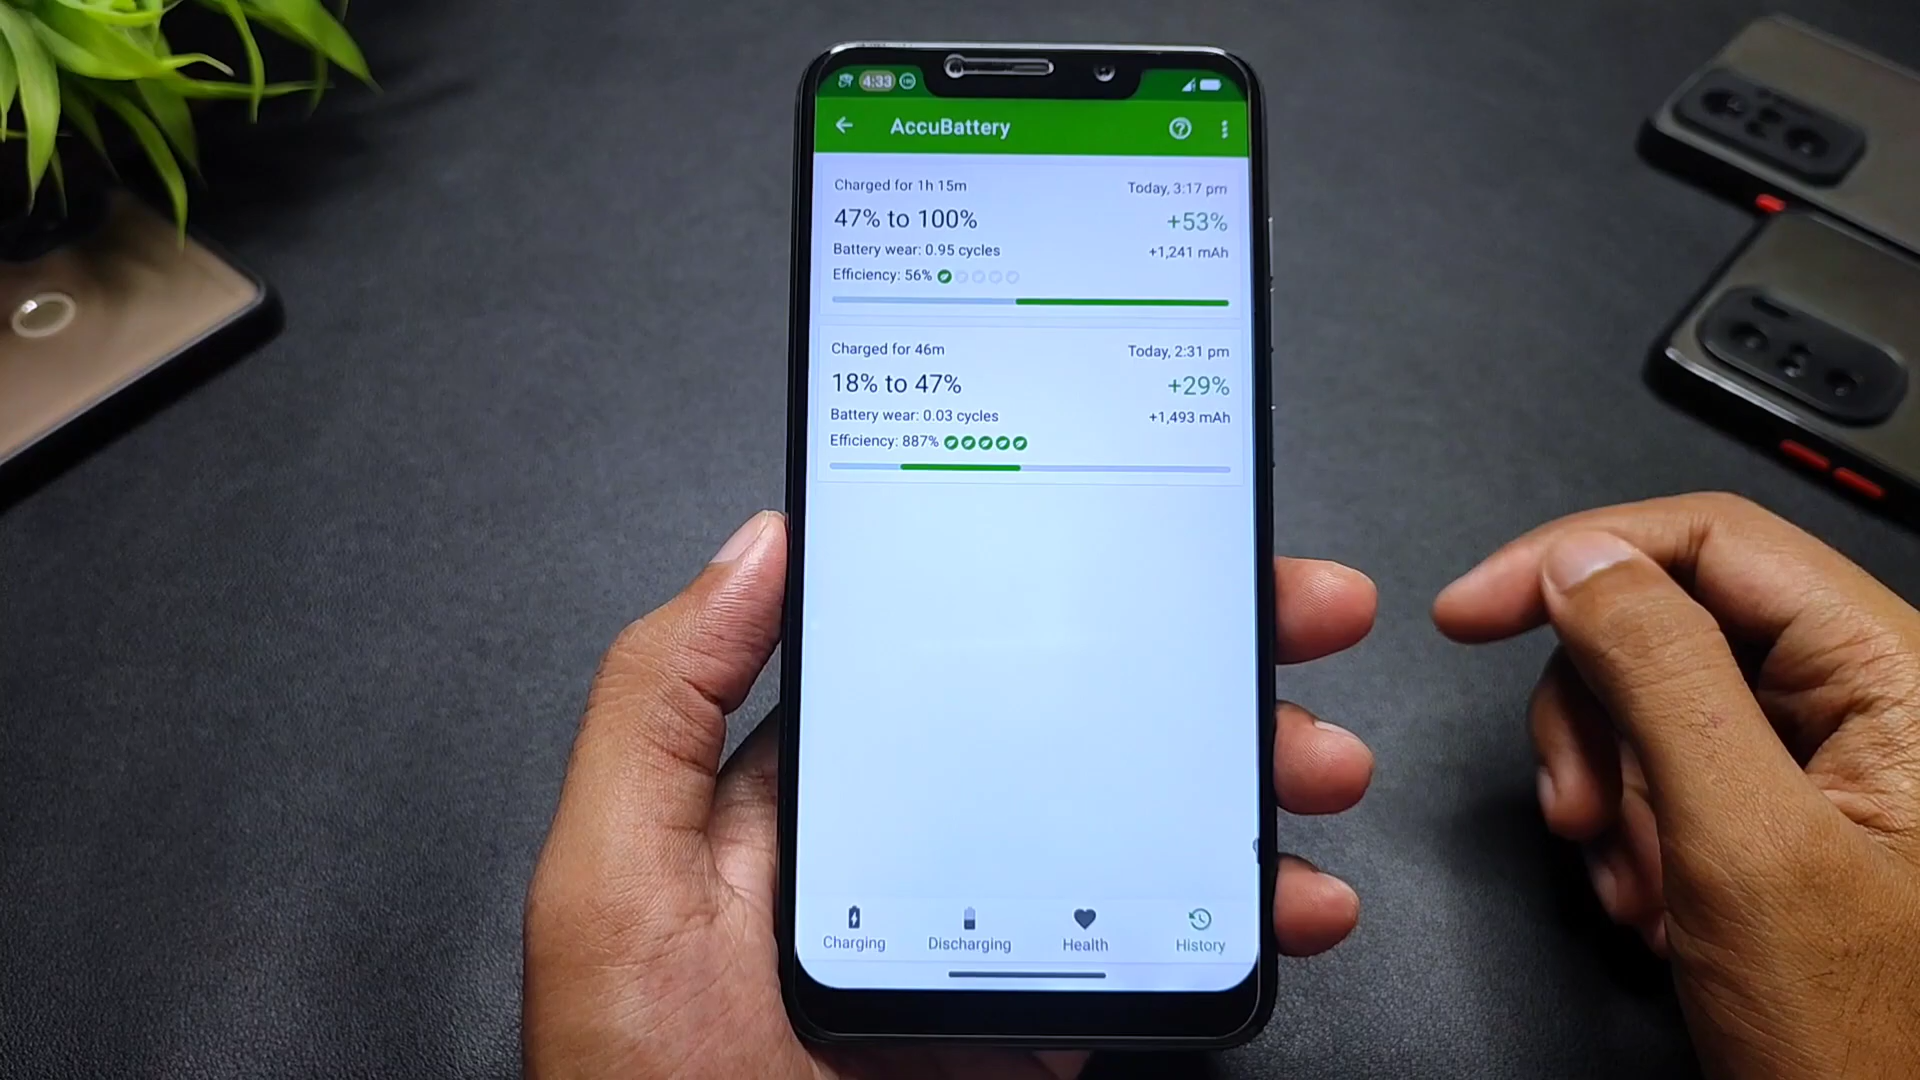 4:33
AccuBattery
Charged for 1h 15m
Today, 3:17 pm
47% to 100%
+53%
Battery wear: 0.95 cycles
+1,241 mAh
Efficiency: 56%
Charged for 46m
Today, 2:31 pm
18% to 47%
+29%
Battery wear: 0.03 cycles
+1,493 mAh
Efficiency: 887%
Charging
Discharging
Health
History